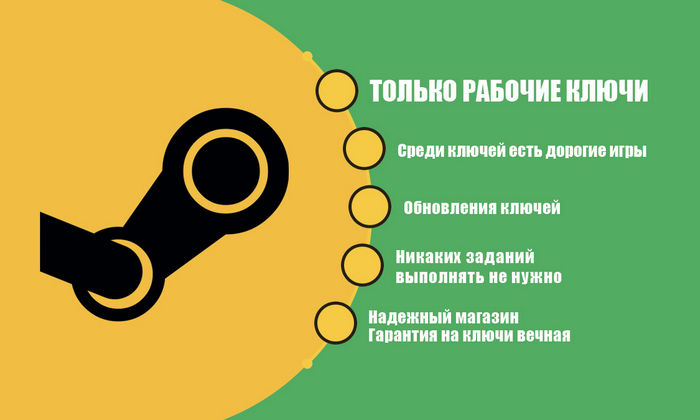 ТОЛЬКО РАБОЧИЕ КЛЮЧИ
Среди ключей есть дорогие игры
Обновления ключей
Никаких заданий
выполнять не нужно
Надежный магазин
Гарантия на ключи вечная